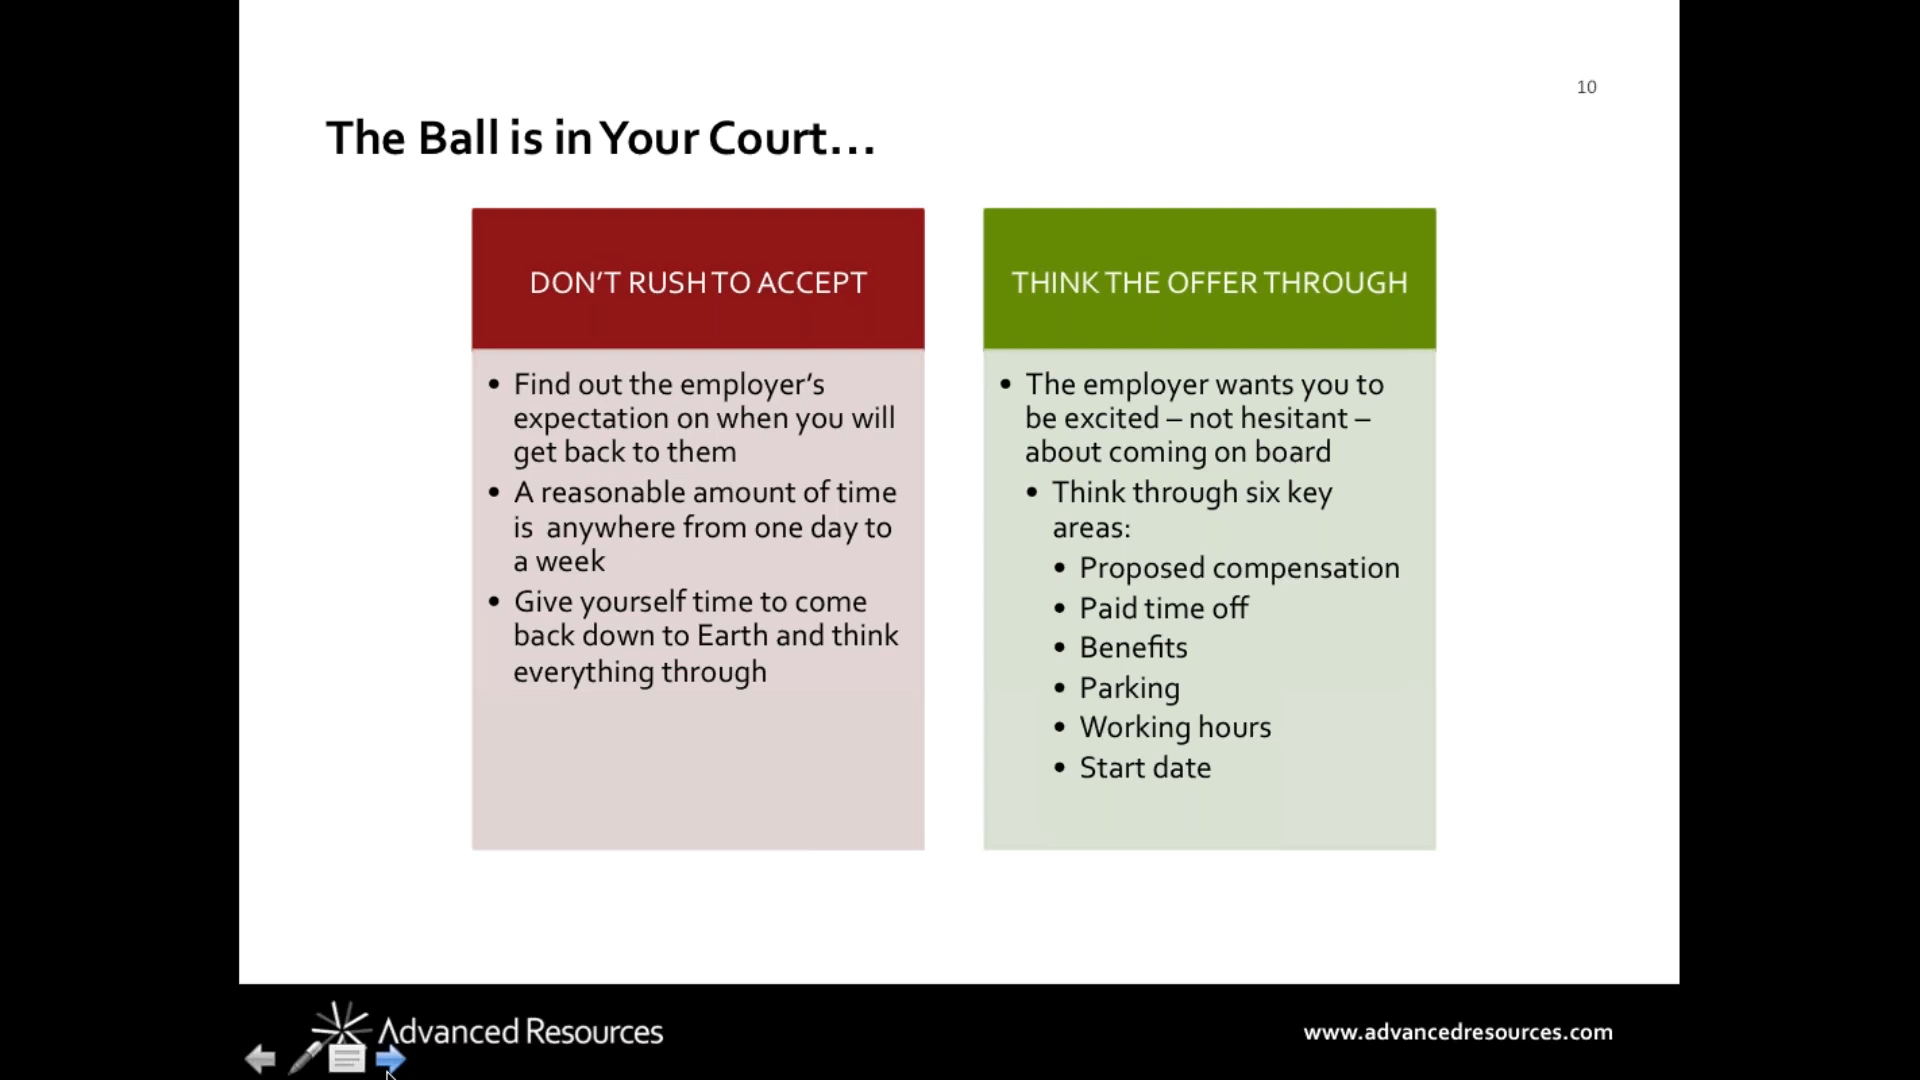 10
The Ball is in Your Court...
DON’T RUSH TO ACCEPT
• Find out the employer’s
expectation on when you will
get back to them
• A reasonable amount of time
is anywhere from one day to
a week
• Give yourself time to come
back down to Earth and think
everything through
THINK THE OFFER THROUGH
• The employer wants you to
be excited – not hesitant –
about coming on board
• Think through six key
areas:
• Proposed compensation
• Paid time off
• Benefits
• Parking
• Working hours
• Start date
Advanced Resources
www.advancedresources.com